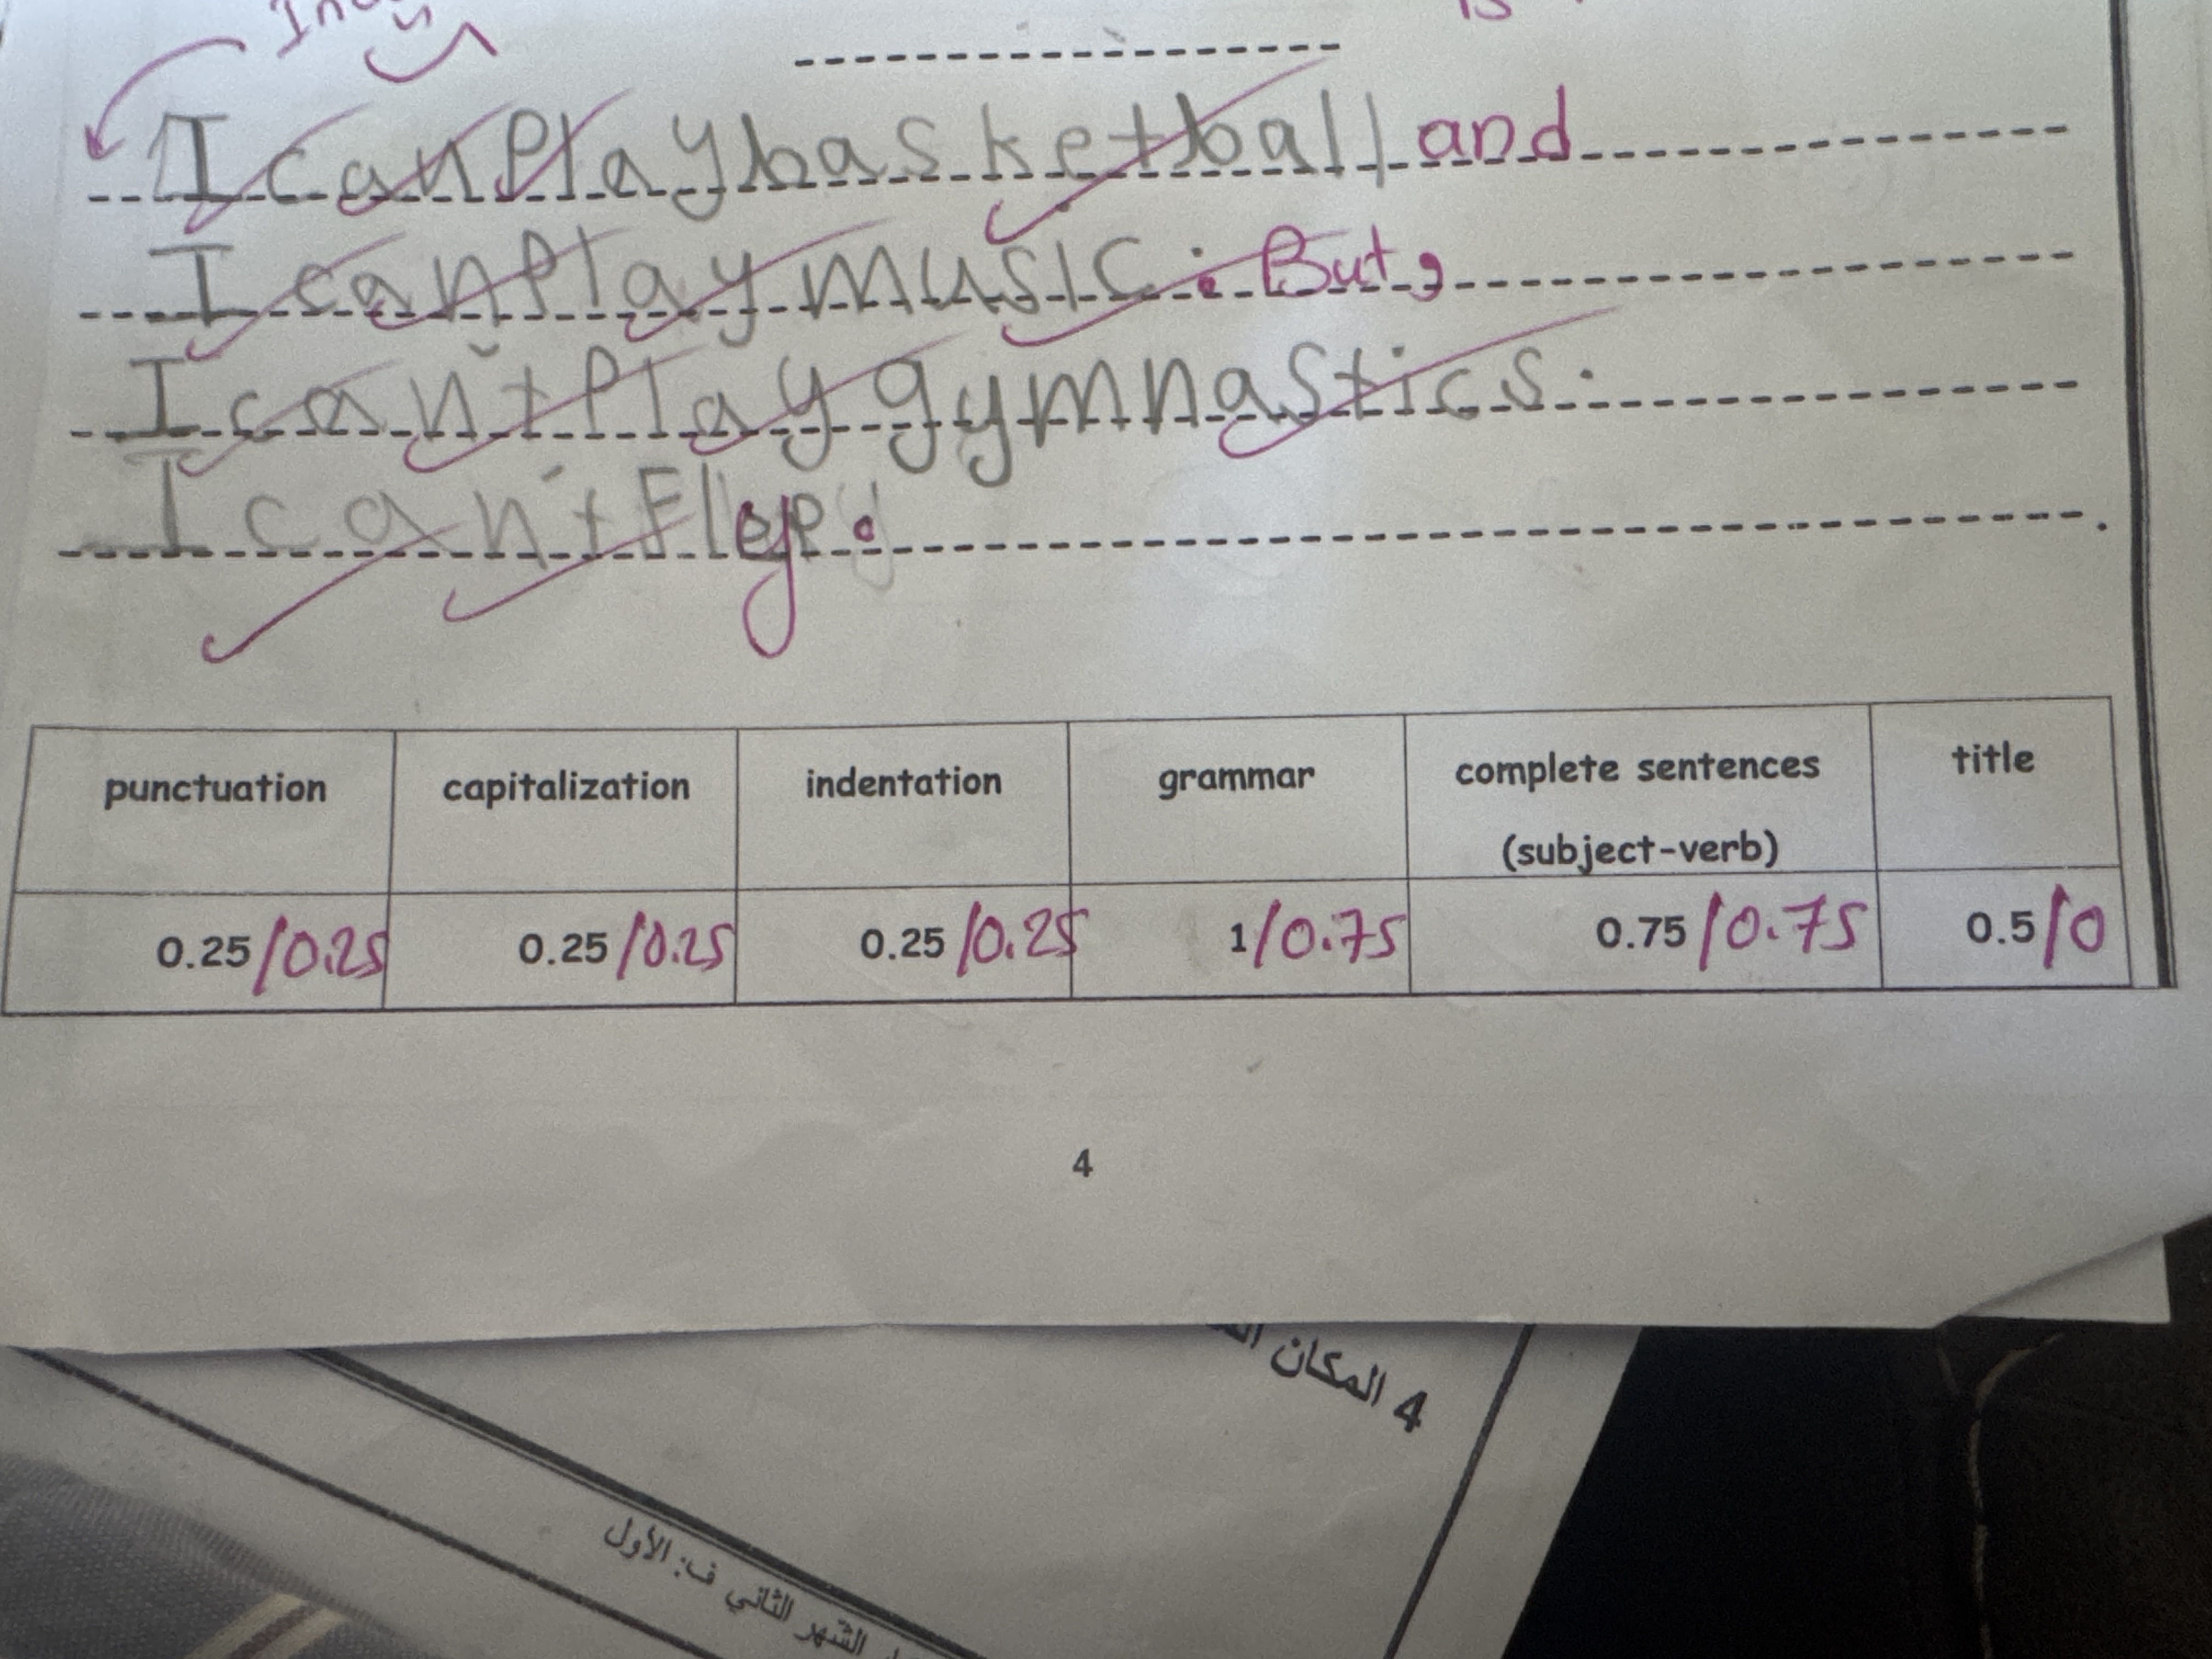 I can play basketball and
I can play music. But,
I can't play gymnastics.
I can't Fly.
punctuation capitalization indentation grammar complete sentences (subject-verb) title
0.25/0.25 0.25/0.25 0.25/0.25 1/0.75 0.75/0.75 0.5/0
4
4 المكان
الشهر الثاني ف: الأول